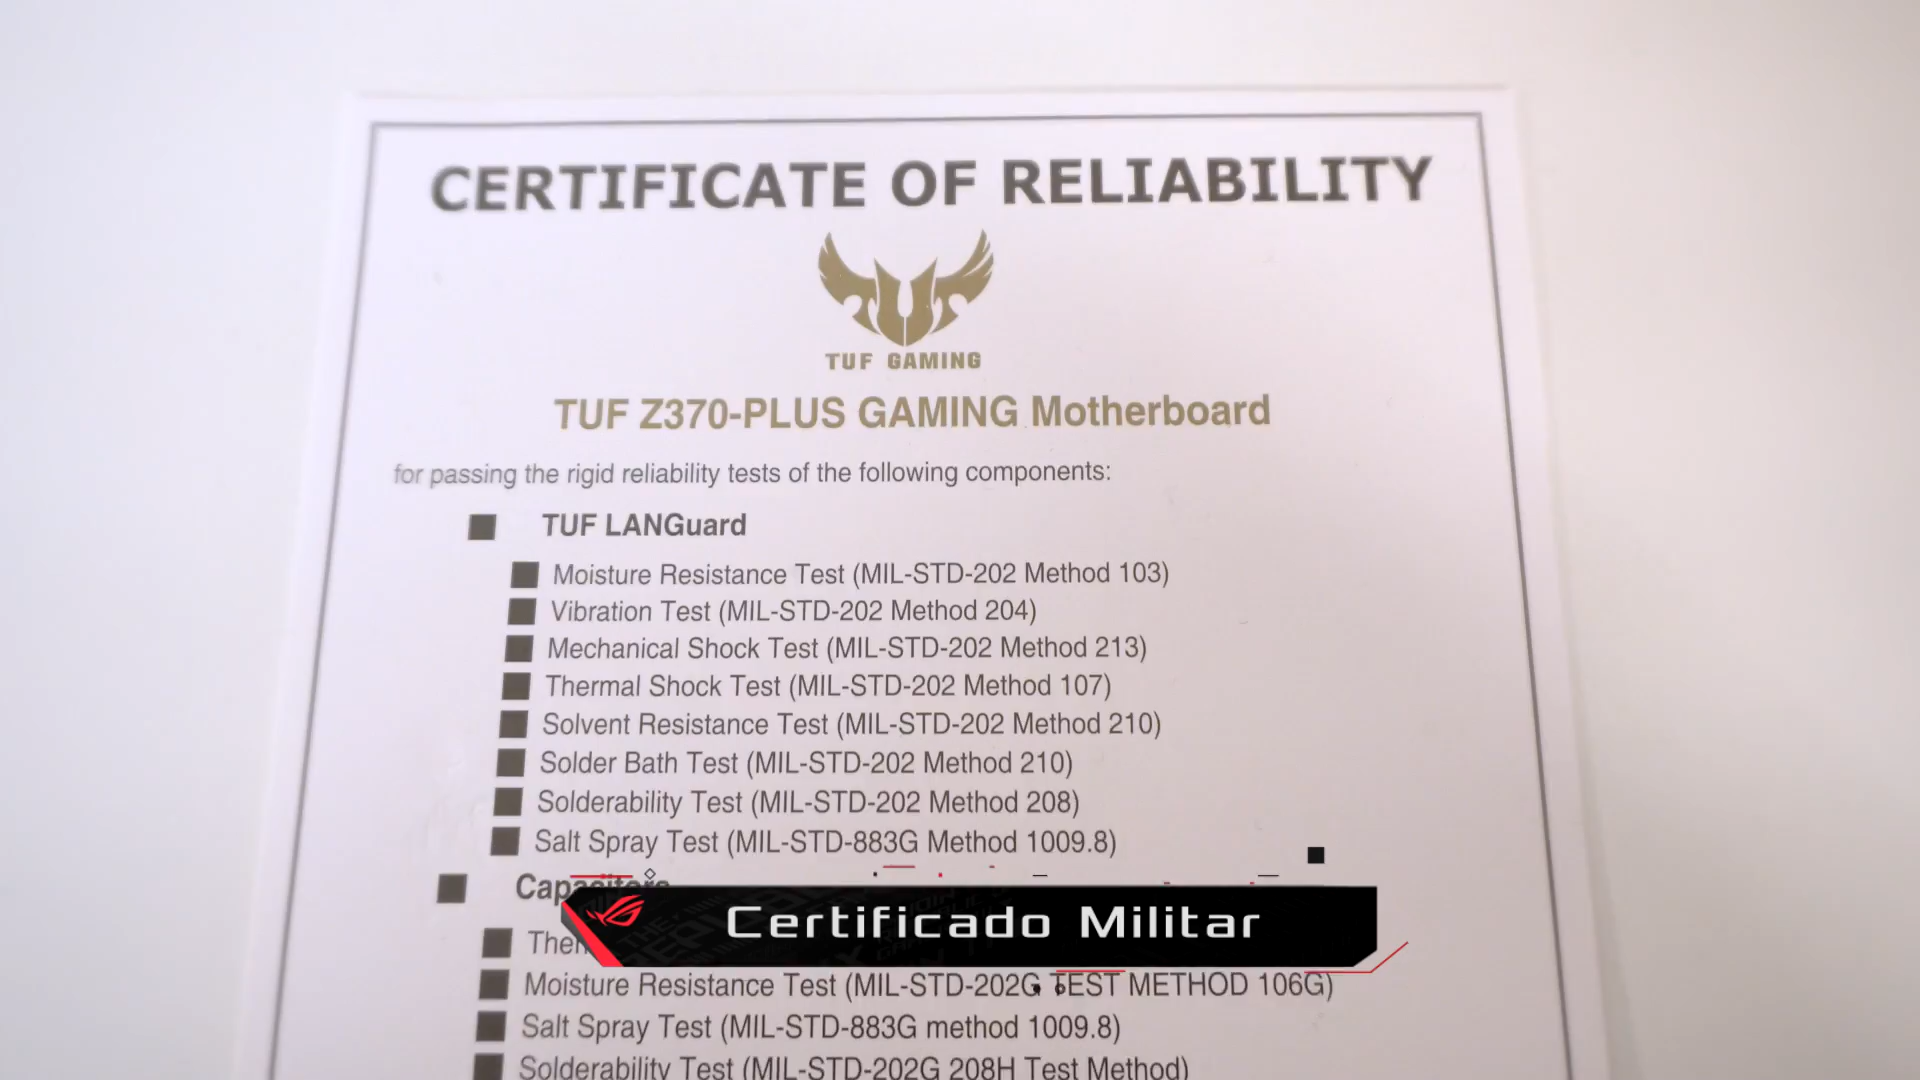 CERTIFICATE OF RELIABILITY
TUF GAMING
TUF Z370-PLUS GAMING Motherboard
for passing the rigid reliability tests of the following components:
TUF LANGuard
Moisture Resistance Test (MIL-STD-202 Method 103)
Vibration Test (MIL-STD-202 Method 204)
Mechanical Shock Test (MIL-STD-202 Method 213)
Thermal Shock Test (MIL-STD-202 Method 107)
Solvent Resistance Test (MIL-STD-202 Method 210)
Solder Bath Test (MIL-STD-202 Method 210)
Solderability Test (MIL-STD-202 Method 208)
Salt Spray Test (MIL-STD-883G Method 1009.8)
Capacitors
Certificado Militar
Moisture Resistance Test (MIL-STD-202G TEST METHOD 106G)
Salt Spray Test (MIL-STD-883G method 1009.8)
Solderability Test (MIL-STD-202G 208H Test Method)